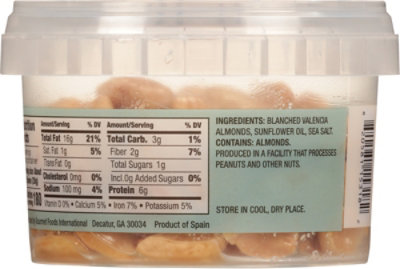 Amount/Serving % DV Amount/Serving % DV
Total Fat 16g 21% Total Carb. 3g 1%
Sat. Fat 1g 5% Fiber 2g 7%
Trans Fat 0g Total Sugars 1g
Cholesterol 0mg 0% Incl. 0g Added Sugars 0%
Sodium 100 mg 4% Protein 6g
180 Vitamin D 0% • Calcium 5% • Iron 7% • Potassium 5%
Gourmet Foods International Decatur, GA 30034 Product of Spain
INGREDIENTS: BLANCHED VALENCIA
ALMONDS, SUNFLOWER OIL, SEA SALT.
CONTAINS: ALMONDS.
PRODUCED IN A FACILITY THAT PROCESSES
PEANUTS AND OTHER NUTS.
STORE IN COOL, DRY PLACE.